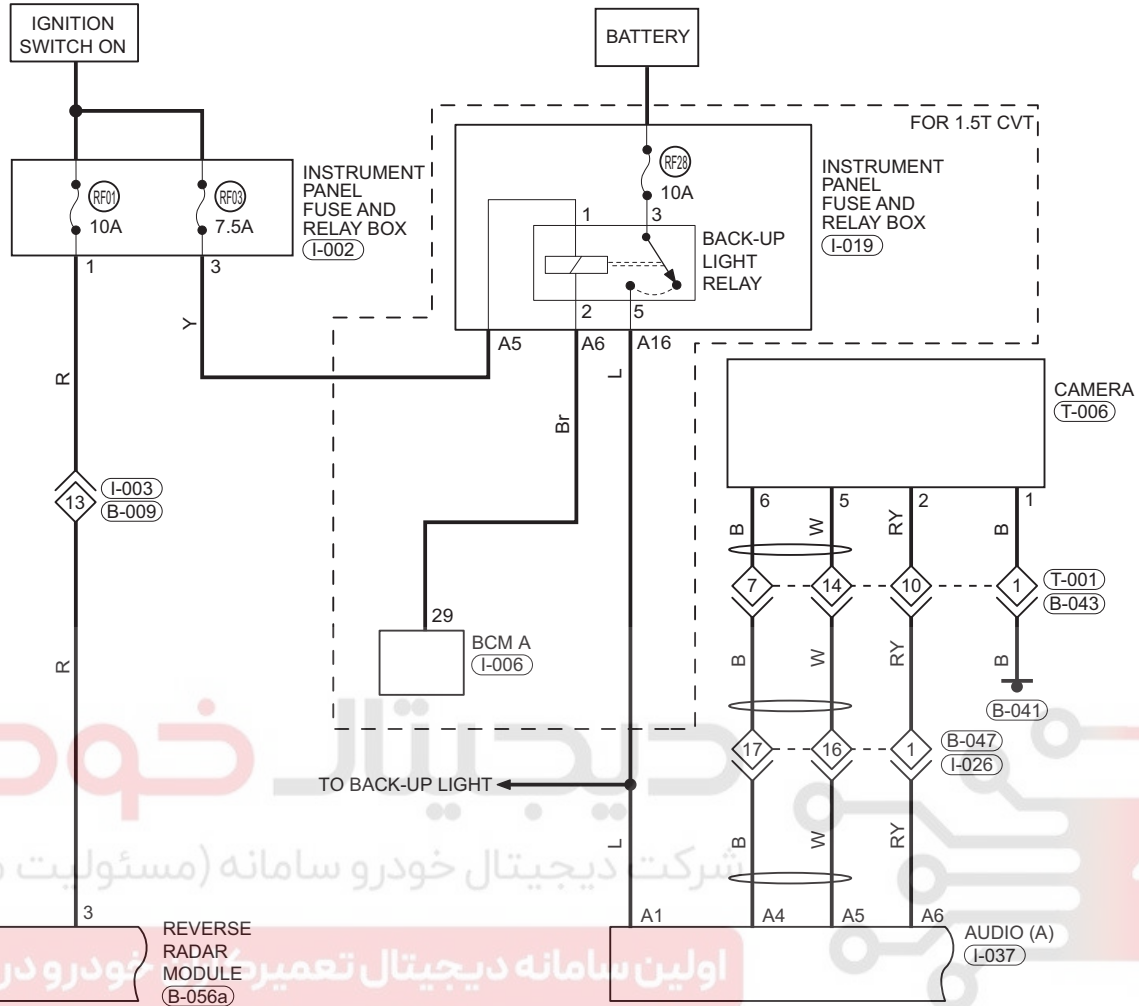 IGNITION
SWITCH ON
BATTERY
FOR 1.5T CVT
RF01
10A
RF03
7.5A
INSTRUMENT
PANEL
FUSE AND
RELAY BOX
I-002
RF28
10A
INSTRUMENT
PANEL
FUSE AND
RELAY BOX
I-019
1
3
BACK-UP
LIGHT
RELAY
2
5
1
3
A5
A6
A16
Y
R
L
Br
CAMERA
T-006
6
5
2
1
B
W
RY
B
13
I-003
B-009
7
14
10
1
T-001
B-043
29
BCM A
I-006
R
B
W
RY
B
B-041
17
16
1
B-047
I-026
TO BACK-UP LIGHT
دیجیتال خود
L
B
W
RY
شرکت دیجیتال خودرو سامانه (مسئولیت
3
REVERSE
RADAR
MODULE
B-056a
A1
A4
A5
A6
AUDIO (A)
I-037
اولین سامانه دیجیتال تعمیرکاران خودرو در